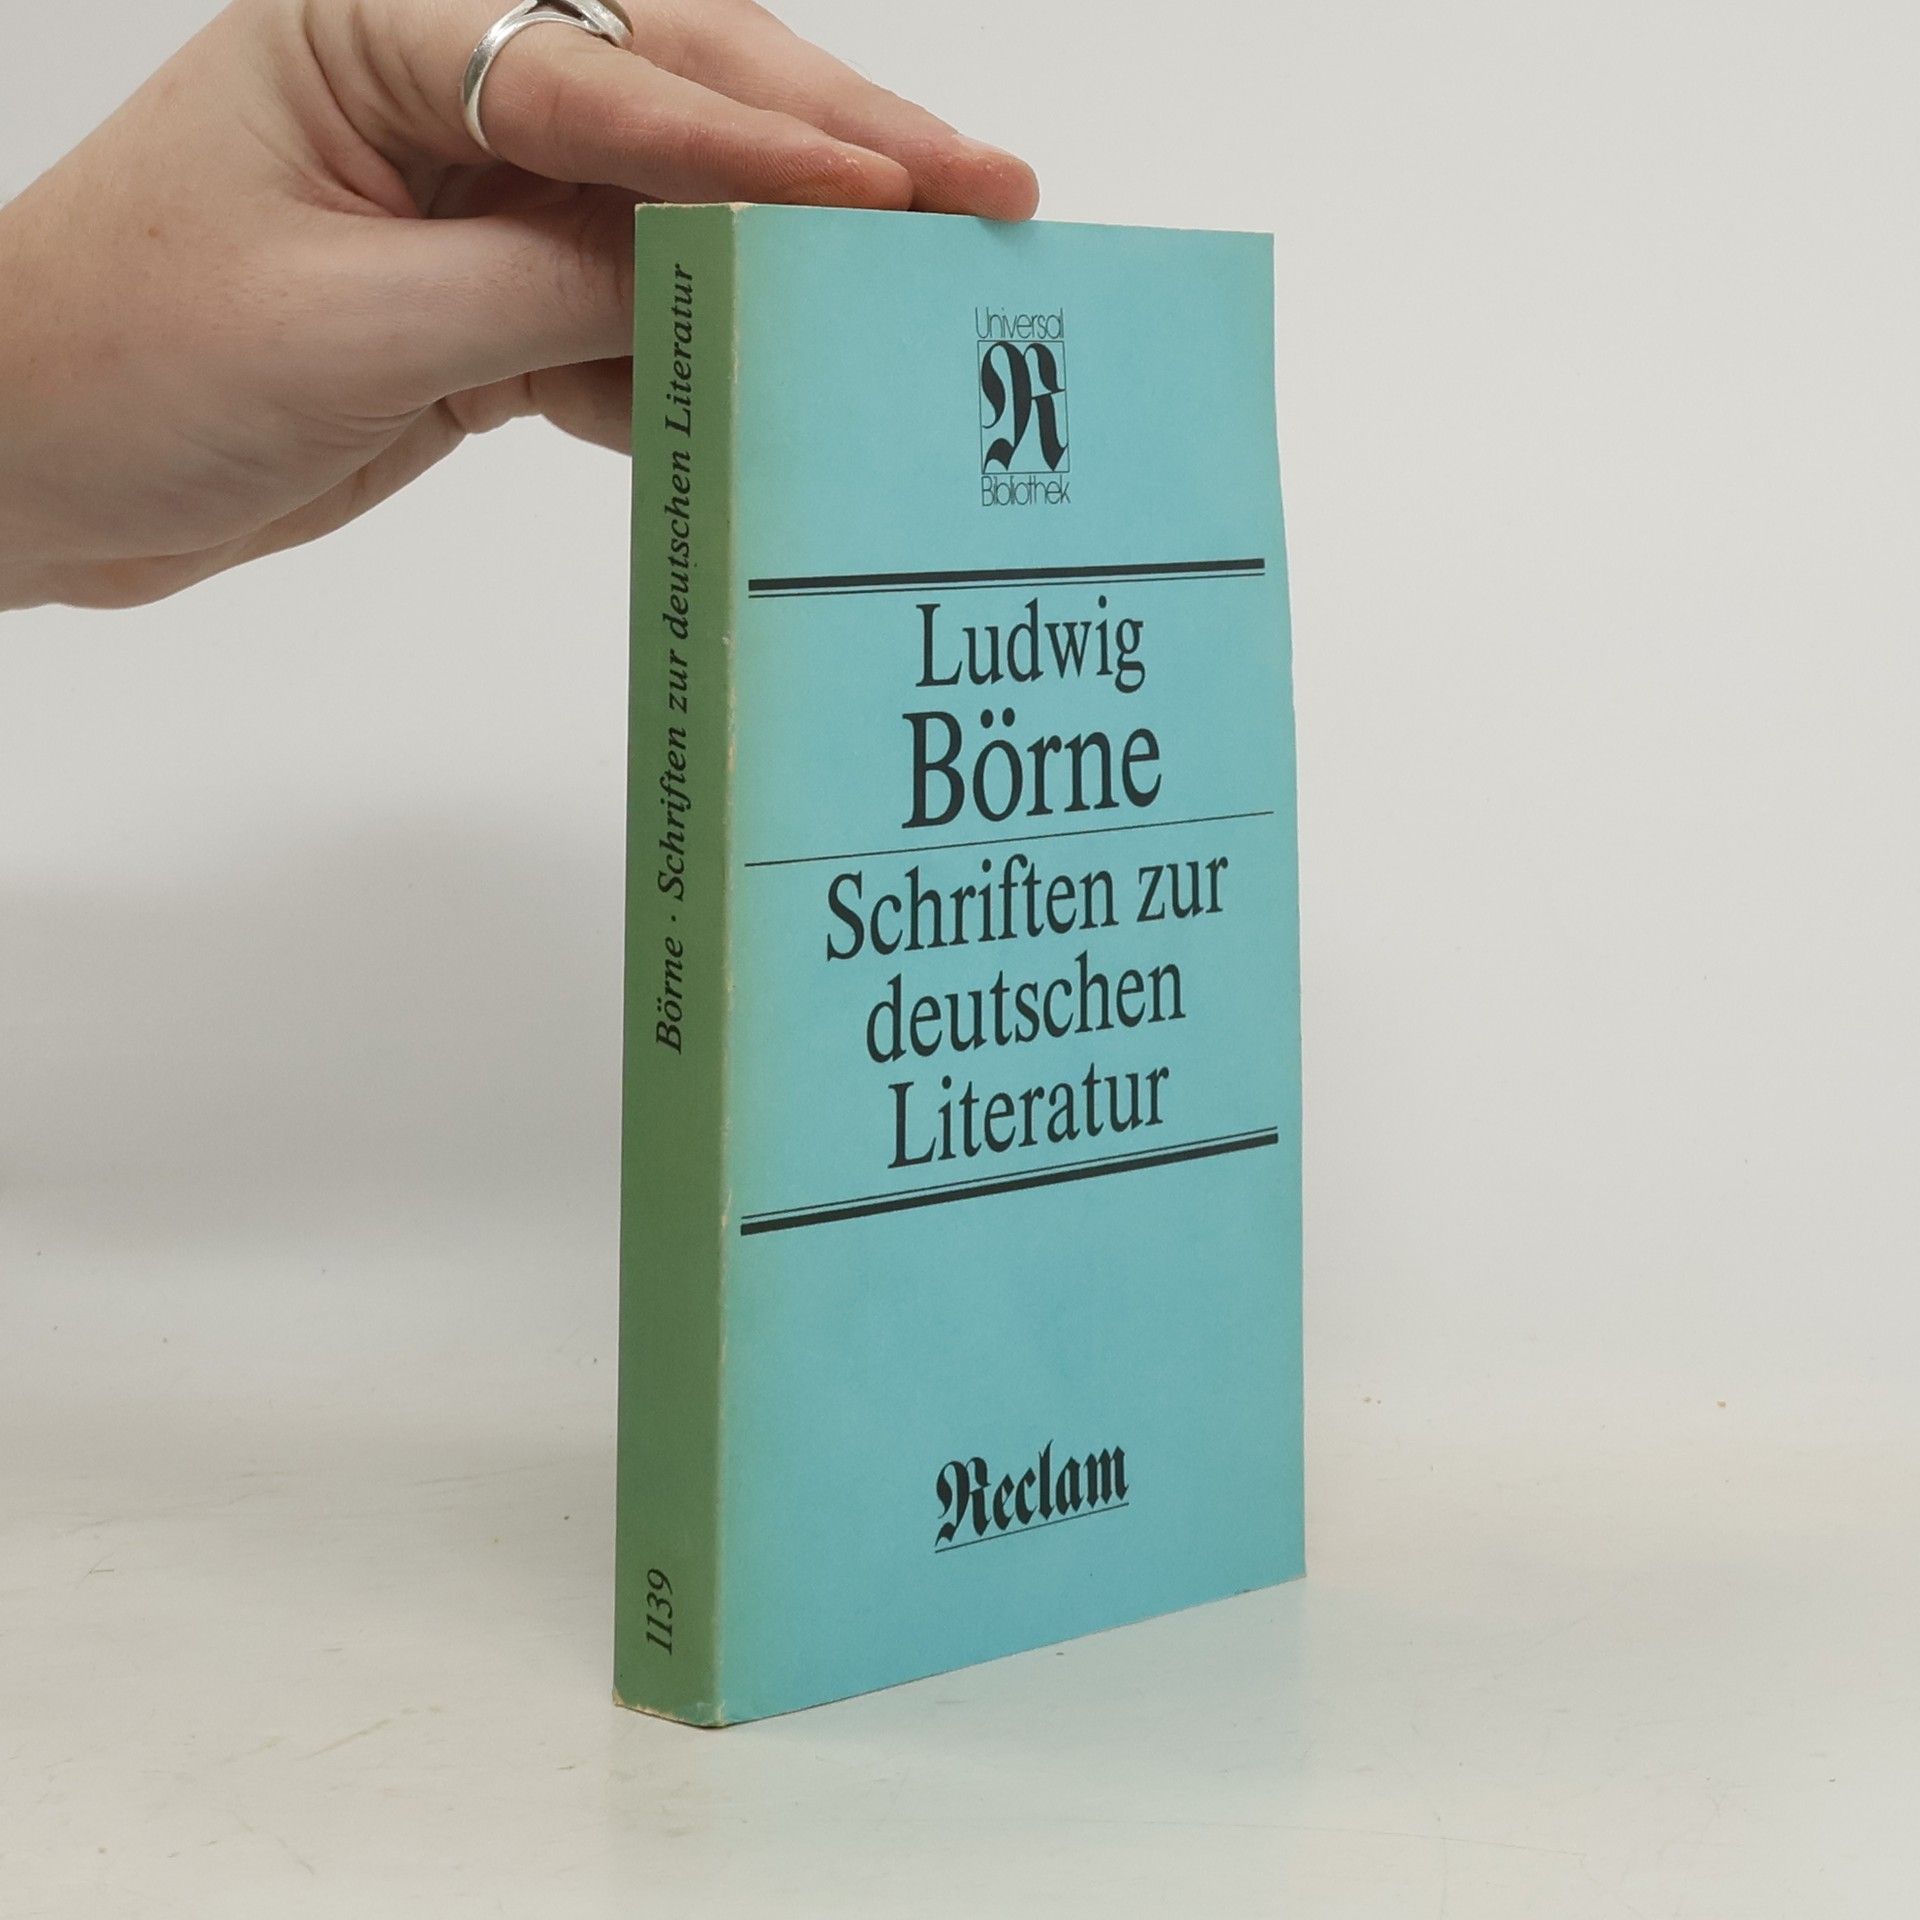 Universal
R
Bibliothek
Ludwig
Börne
Schriften zur
deutschen
Literatur
Reclam
Börne · Schriften zur deutschen Literatur
1139